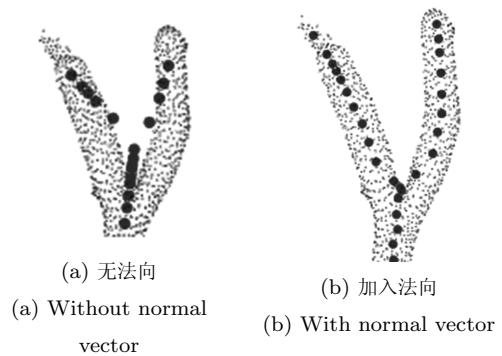 (a) 无法向
(a) Without normal
vector
(b) 加入法向
(b) With normal vector